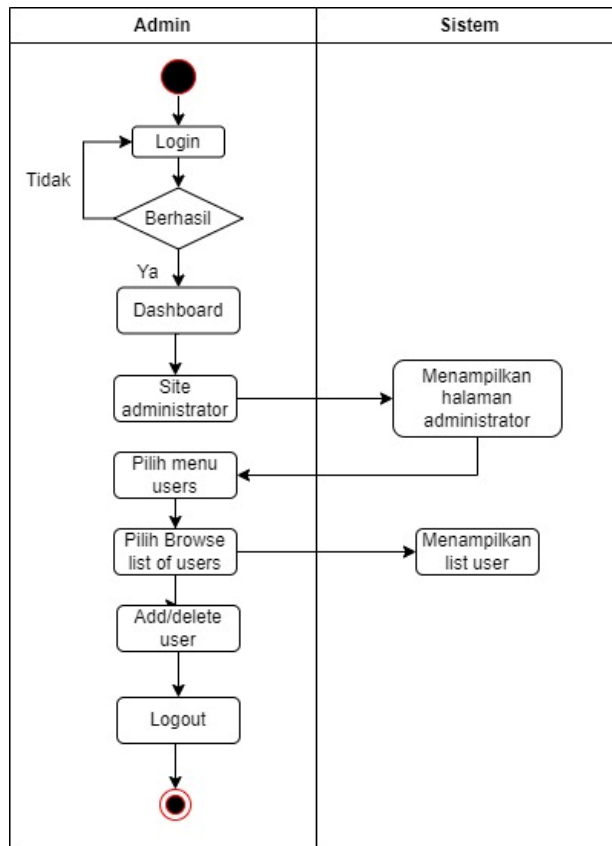 Admin
Sistem
Login
Tidak
Berhasil
Ya
Dashboard
Site
administrator
Menampilkan
halaman
administrator
Pilih menu
users
Pilih Browse
list of users
Menampilkan
list user
Add/delete
user
Logout